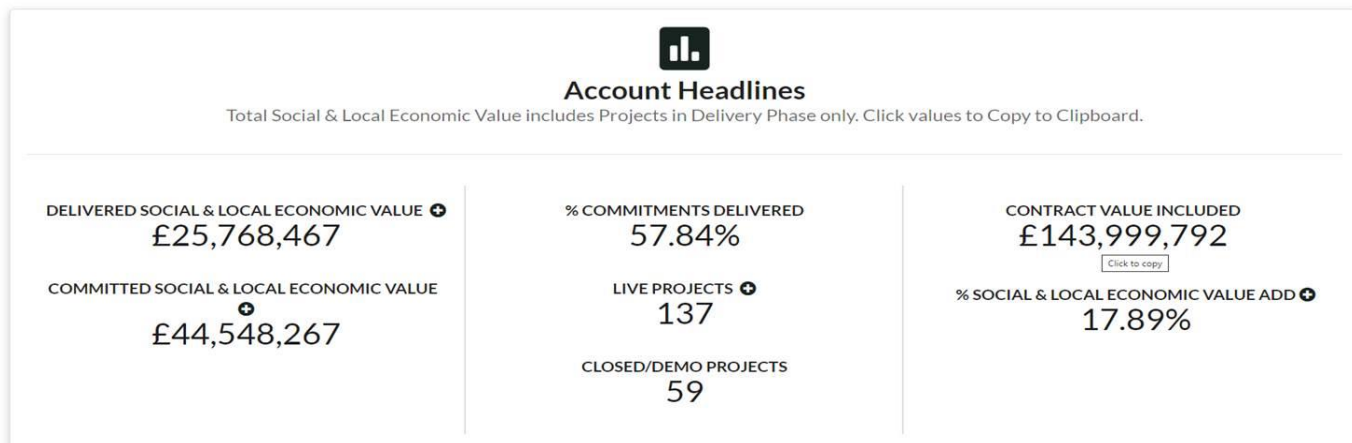 Account Headlines
Total Social & Local Economic Value includes Projects in Delivery Phase only. Click values to Copy to Clipboard.
DELIVERED SOCIAL & LOCAL ECONOMIC VALUE
£25,768,467
COMMITTED SOCIAL & LOCAL ECONOMIC VALUE
£44,548,267
% COMMITMENTS DELIVERED
57.84%
LIVE PROJECTS
137
CLOSED/DEMO PROJECTS
59
CONTRACT VALUE INCLUDED
£143,999,792
Click to copy
% SOCIAL & LOCAL ECONOMIC VALUE ADD
17.89%